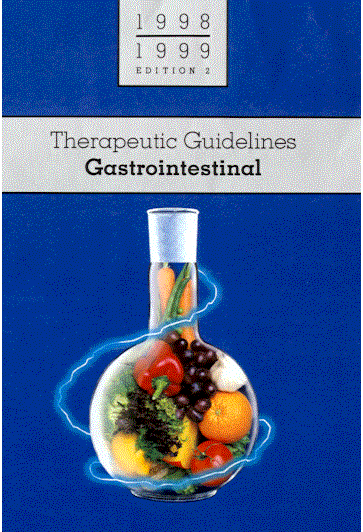 1998
1999
EDITION 2
Therapeutic Guidelines
Gastrointestinal